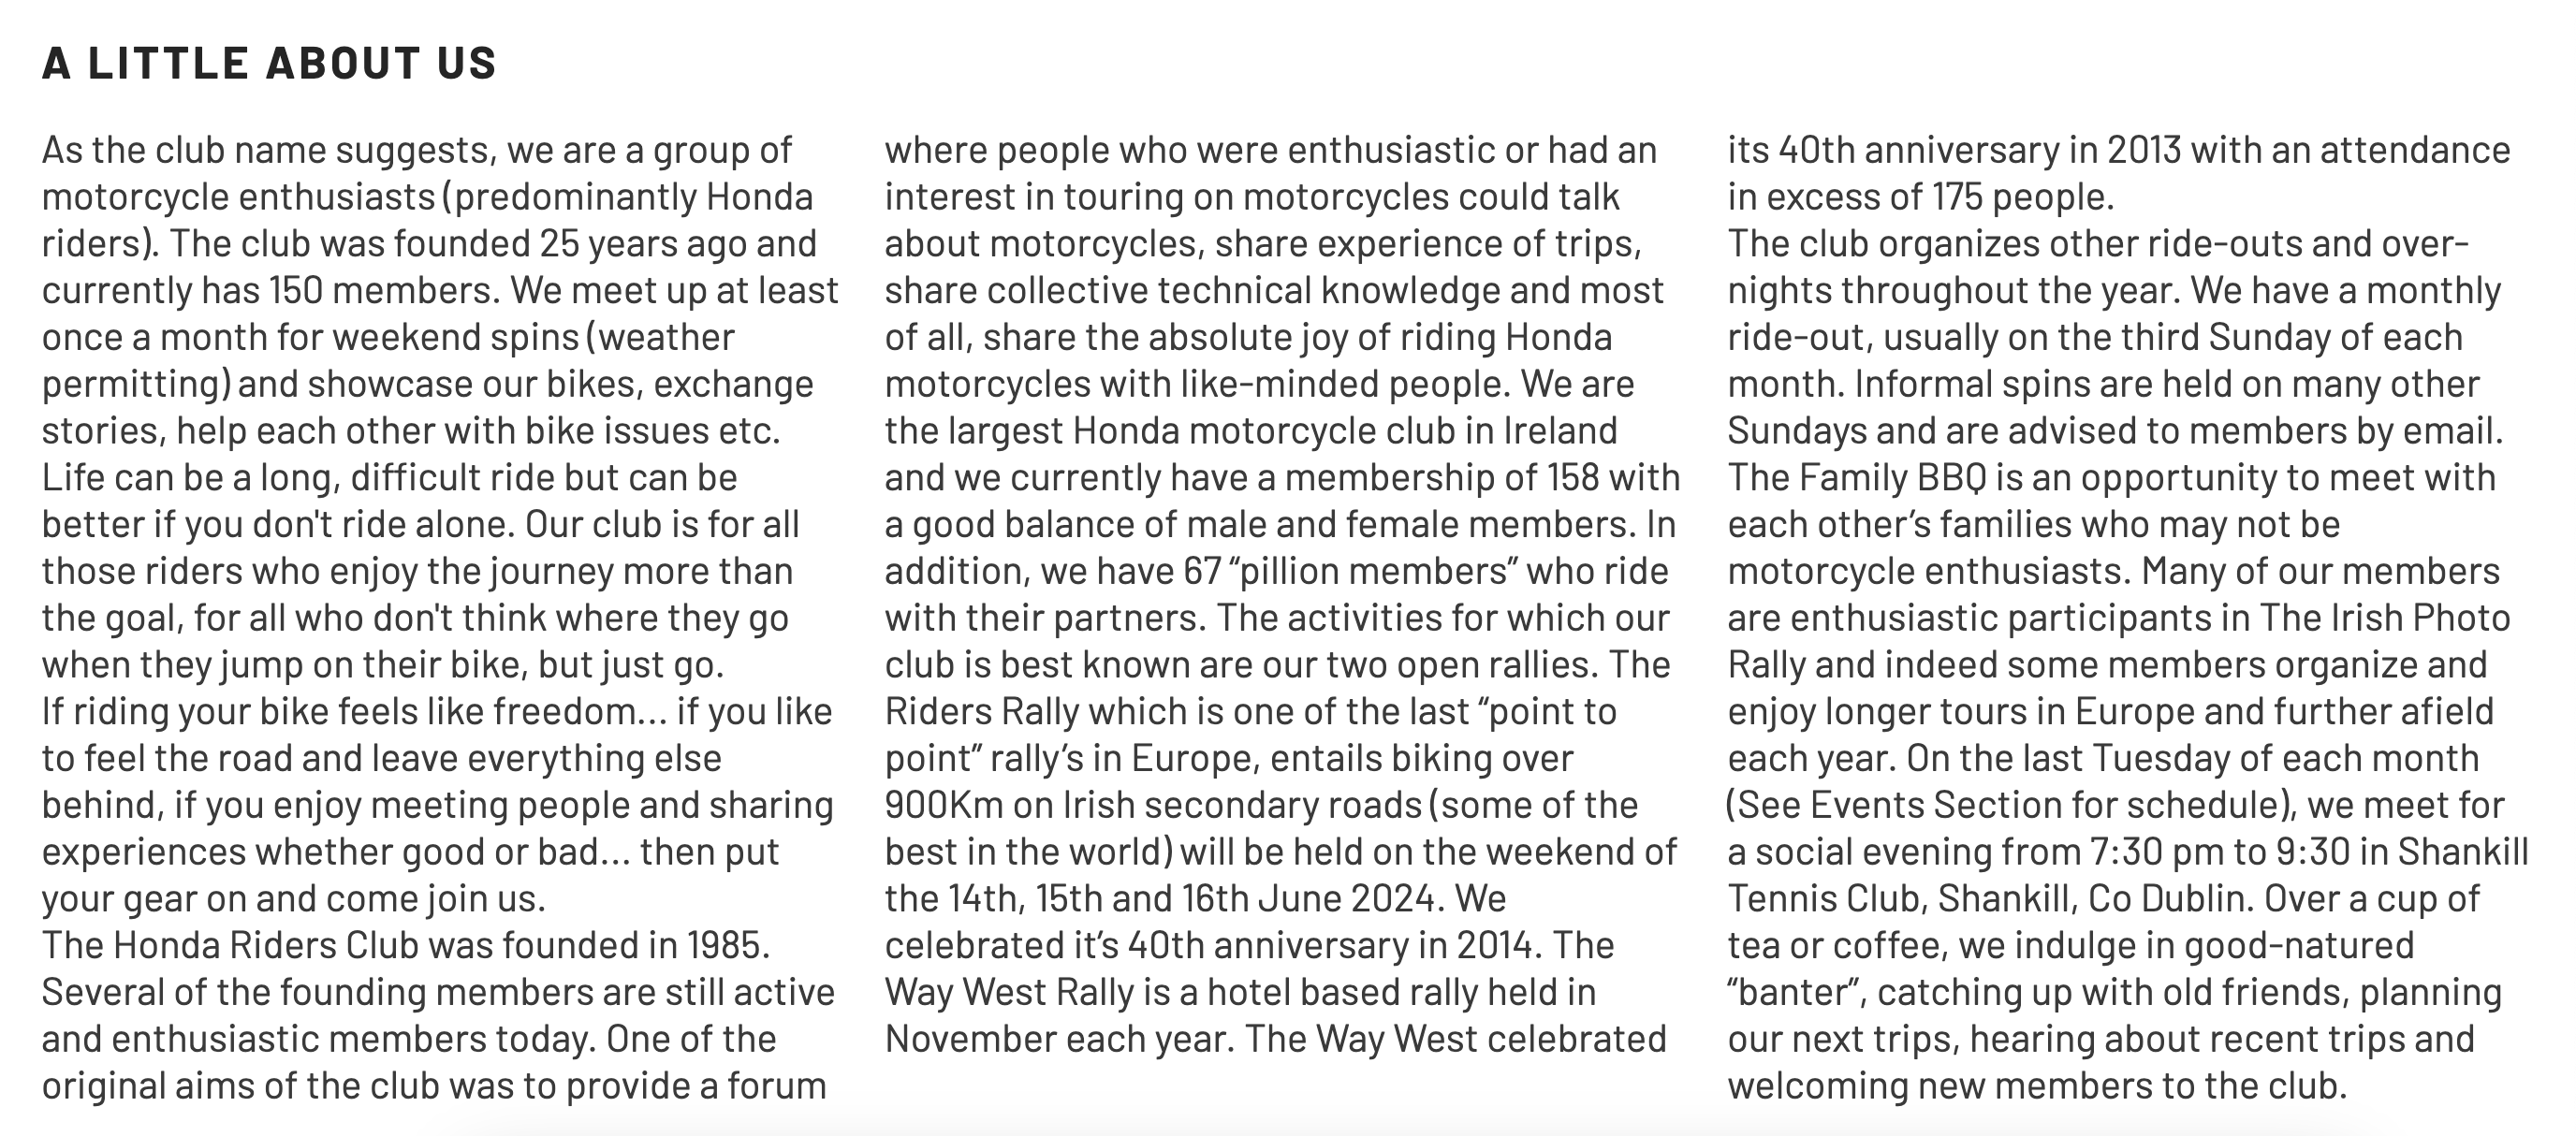 A LITTLE ABOUT US
As the club name suggests, we are a group of
motorcycle enthusiasts (predominantly Honda
riders). The club was founded 25 years ago and
currently has 150 members. We meet up at least
once a month for weekend spins (weather
permitting) and showcase our bikes, exchange
stories, help each other with bike issues etc.
Life can be a long, difficult ride but can be
better if you don't ride alone. Our club is for all
those riders who enjoy the journey more than
the goal, for all who don't think where they go
when they jump on their bike, but just go.
If riding your bike feels like freedom... if you like
to feel the road and leave everything else
behind, if you enjoy meeting people and sharing
experiences whether good or bad... then put
your gear on and come join us.
The Honda Riders Club was founded in 1985.
Several of the founding members are still active
and enthusiastic members today. One of the
original aims of the club was to provide a forum
where people who were enthusiastic or had an
interest in touring on motorcycles could talk
about motorcycles, share experience of trips,
share collective technical knowledge and most
of all, share the absolute joy of riding Honda
motorcycles with like-minded people. We are
the largest Honda motorcycle club in Ireland
and we currently have a membership of 158 with
a good balance of male and female members. In
addition, we have 67 “pillion members” who ride
with their partners. The activities for which our
club is best known are our two open rallies. The
Riders Rally which is one of the last “point to
point” rally’s in Europe, entails biking over
900Km on Irish secondary roads (some of the
best in the world) will be held on the weekend of
the 14th, 15th and 16th June 2024. We
celebrated it’s 40th anniversary in 2014. The
Way West Rally is a hotel based rally held in
November each year. The Way West celebrated
its 40th anniversary in 2013 with an attendance
in excess of 175 people.
The club organizes other ride-outs and over-
nights throughout the year. We have a monthly
ride-out, usually on the third Sunday of each
month. Informal spins are held on many other
Sundays and are advised to members by email.
The Family BBQ is an opportunity to meet with
each other’s families who may not be
motorcycle enthusiasts. Many of our members
are enthusiastic participants in The Irish Photo
Rally and indeed some members organize and
enjoy longer tours in Europe and further afield
each year. On the last Tuesday of each month
(See Events Section for schedule), we meet for
a social evening from 7:30 pm to 9:30 in Shankill
Tennis Club, Shankill, Co Dublin. Over a cup of
tea or coffee, we indulge in good-natured
“banter”, catching up with old friends, planning
our next trips, hearing about recent trips and
welcoming new members to the club.